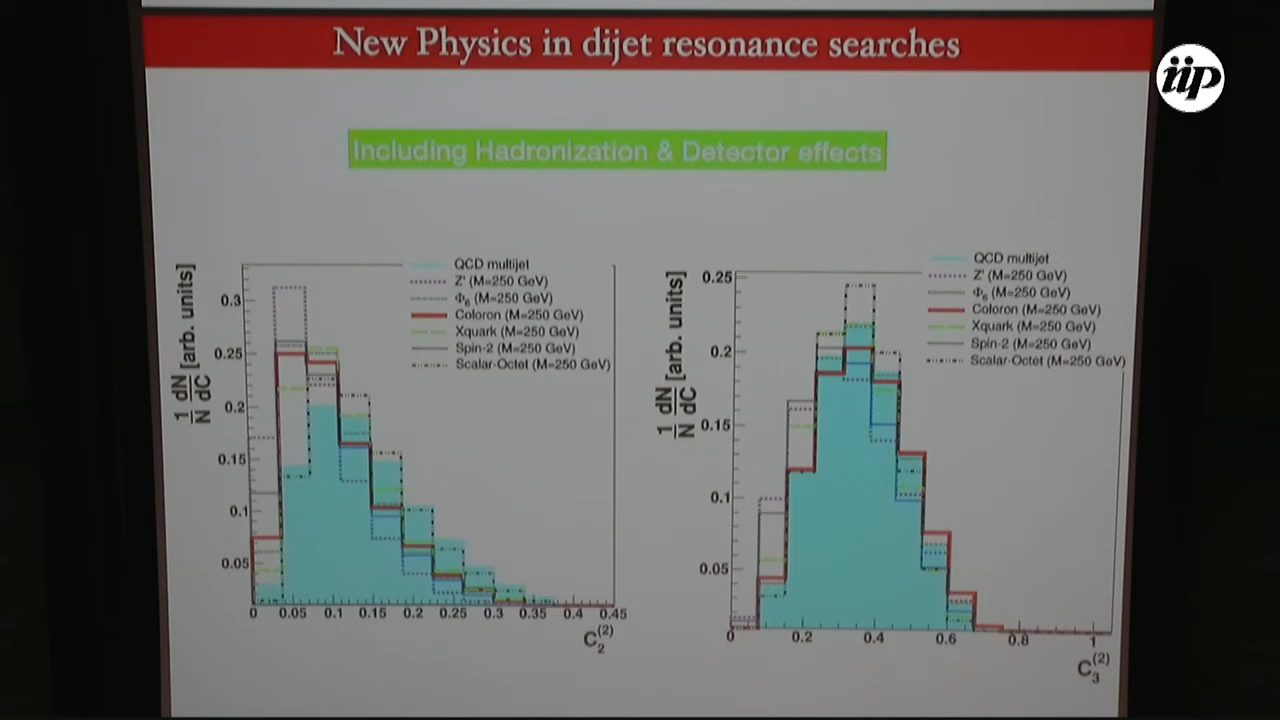 New Physics in dijet resonance searches
iip
Including Hadronization & Detector effects
1/N dN/dC [arb. units]
0.3
0.25
0.2
0.15
0.1
0.05
0 0.05 0.1 0.15 0.2 0.25 0.3 0.35 0.4 0.45
C₂⁽²⁾
QCD multijet
Z' (M=250 GeV)
Φ₆ (M=250 GeV)
Coloron (M=250 GeV)
Xquark (M=250 GeV)
Spin-2 (M=250 GeV)
Scalar-Octet (M=250 GeV)
1/N dN/dC [arb. units]
0.25
0.2
0.15
0.1
0.05
0 0.2 0.4 0.6 0.8 1
C₃⁽²⁾
QCD multijet
Z' (M=250 GeV)
Φ₆ (M=250 GeV)
Coloron (M=250 GeV)
Xquark (M=250 GeV)
Spin-2 (M=250 GeV)
Scalar-Octet (M=250 GeV)